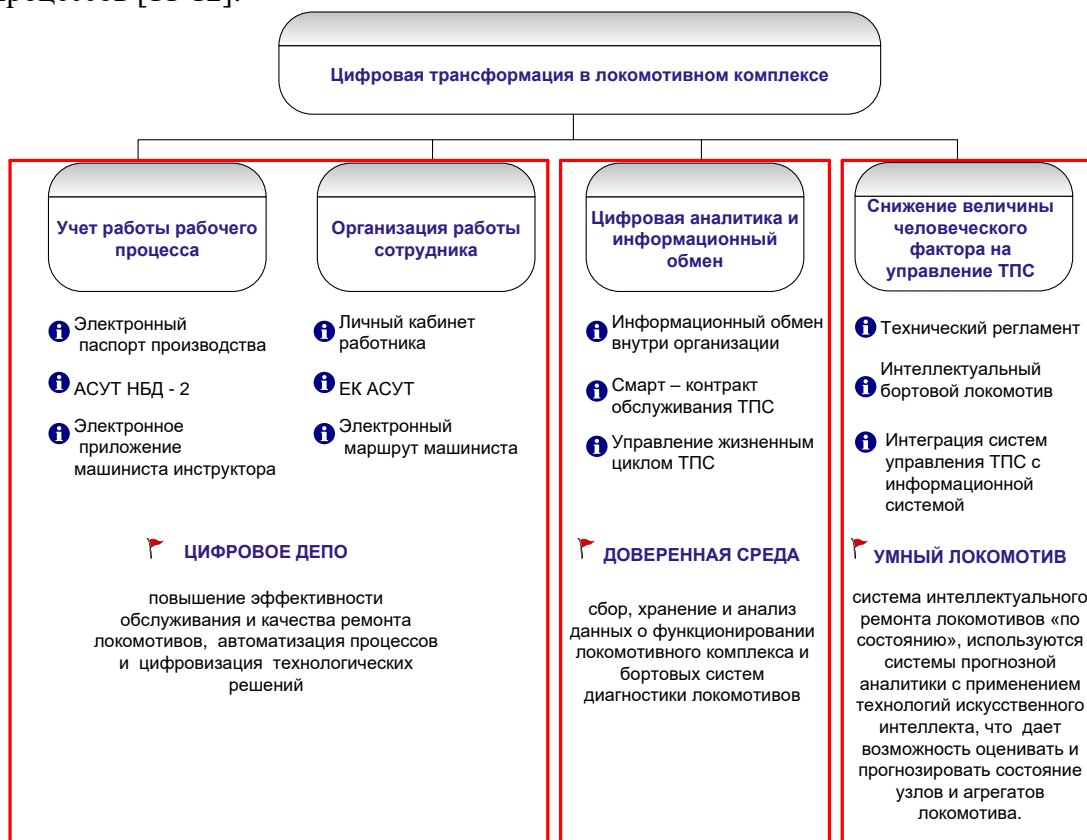 Цифровая трансформация в локомотивном комплексе
Учет работы рабочего
процесса
Электронный
паспорт производства
АСУТ НБД - 2
Электронное
приложение
машиниста инструктора
Организация работы
сотрудника
Личный кабинет
работника
ЕК АСУТ
Электронный
маршрут машиниста
ЦИФРОВОЕ ДЕПО
повышение эффективности
обслуживания и качества ремонта
локомотивов, автоматизация процессов
и цифровизация технологических
решений
Цифровая аналитика и
информационный
обмен
Информационный обмен
внутри организации
Смарт – контракт
обслуживания ТПС
Управление жизненным
циклом ТПС
ДОВЕРЕННАЯ СРЕДА
сбор, хранение и анализ
данных о функционировании
локомотивного комплекса и
бортовых систем
диагностики локомотивов
Снижение величины
человеческого
фактора на
управление ТПС
Технический регламент
Интеллектуальный
бортовой локомотив
Интеграция систем
управления ТПС с
информационной
системой
УМНЫЙ ЛОКОМОТИВ
система интеллектуального
ремонта локомотивов «по
состоянию», используются
системы прогнозной
аналитики с применением
технологий искусственного
интеллекта, что дает
возможность оценивать и
прогнозировать состояние
узлов и агрегатов
локомотива.